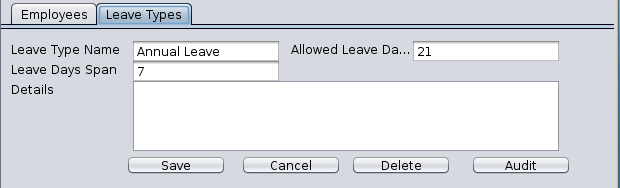 Employees Leave Types
Leave Type Name Annual Leave Allowed Leave Da... 21
Leave Days Span 7
Details
Save Cancel Delete Audit